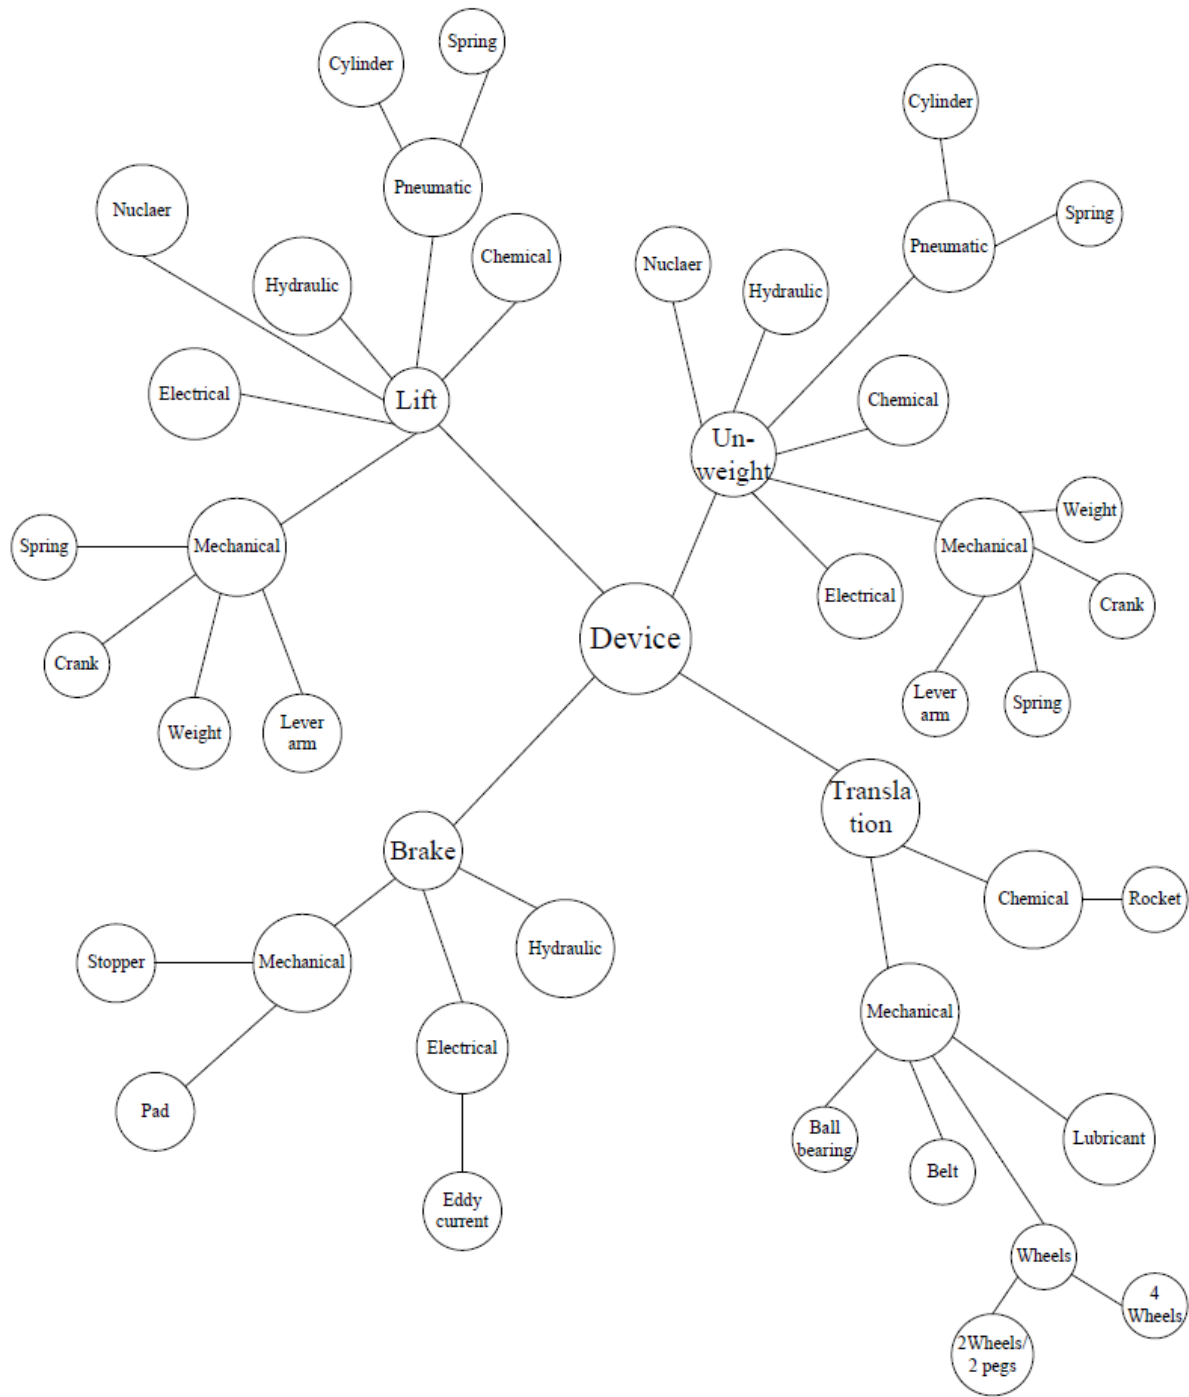 Spring
Cylinder
Cylinder
Pneumatic
Nuclaer
Spring
Pneumatic
Chemical
Nuclaer
Hydraulic
Hydraulic
Electrical
Lift
Chemical
Un-
weight
Spring
Mechanical
Weight
Mechanical
Electrical
Crank
Device
Crank
Lever
arm
Spring
Weight
Lever
arm
Transla
tion
Brake
Chemical
Rocket
Hydraulic
Stopper
Mechanical
Mechanical
Electrical
Pad
Ball
bearing
Lubricant
Belt
Eddy
current
Wheels
4
Wheels
2Wheels/
2 pegs